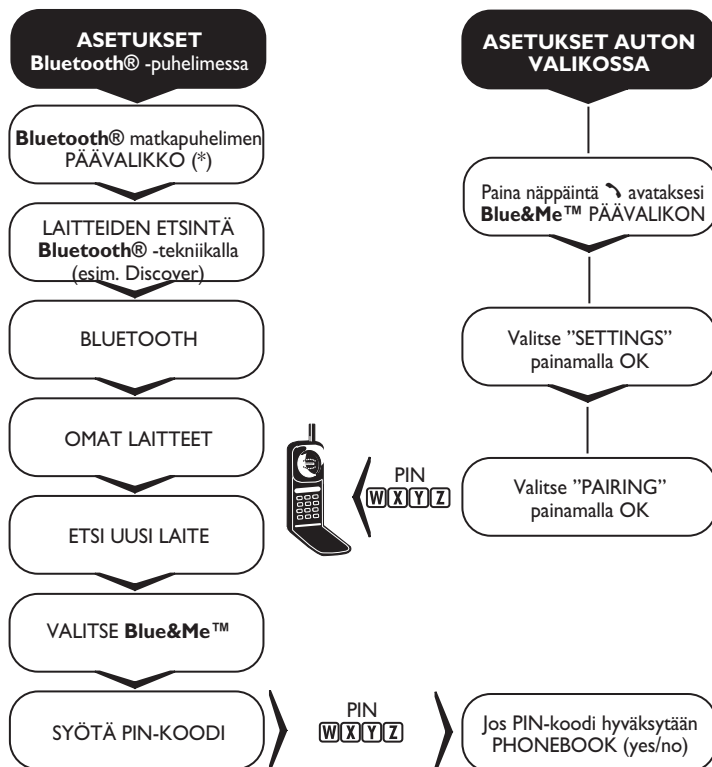 ASETUKSET
Bluetooth® -puhelimessa
Bluetooth® matkapuhelimen
PÄÄVALIKKO (*)
LAITTEIDEN ETSINTÄ
Bluetooth® -tekniikalla
(esim. Discover)
BLUETOOTH
OMAT LAITTEET
ETSI UUSI LAITE
VALITSE Blue&Me™
SYÖTÄ PIN-KOODI
PIN
WXYZ
ASETUKSET AUTON
VALIKOSSA
Paina näppäintä avataksesi
Blue&Me™ PÄÄVALIKON
Valitse ”SETTINGS”
painamalla OK
Valitse ”PAIRING”
painamalla OK
PIN
WXYZ
Jos PIN-koodi hyväksytään
PHONEBOOK (yes/no)